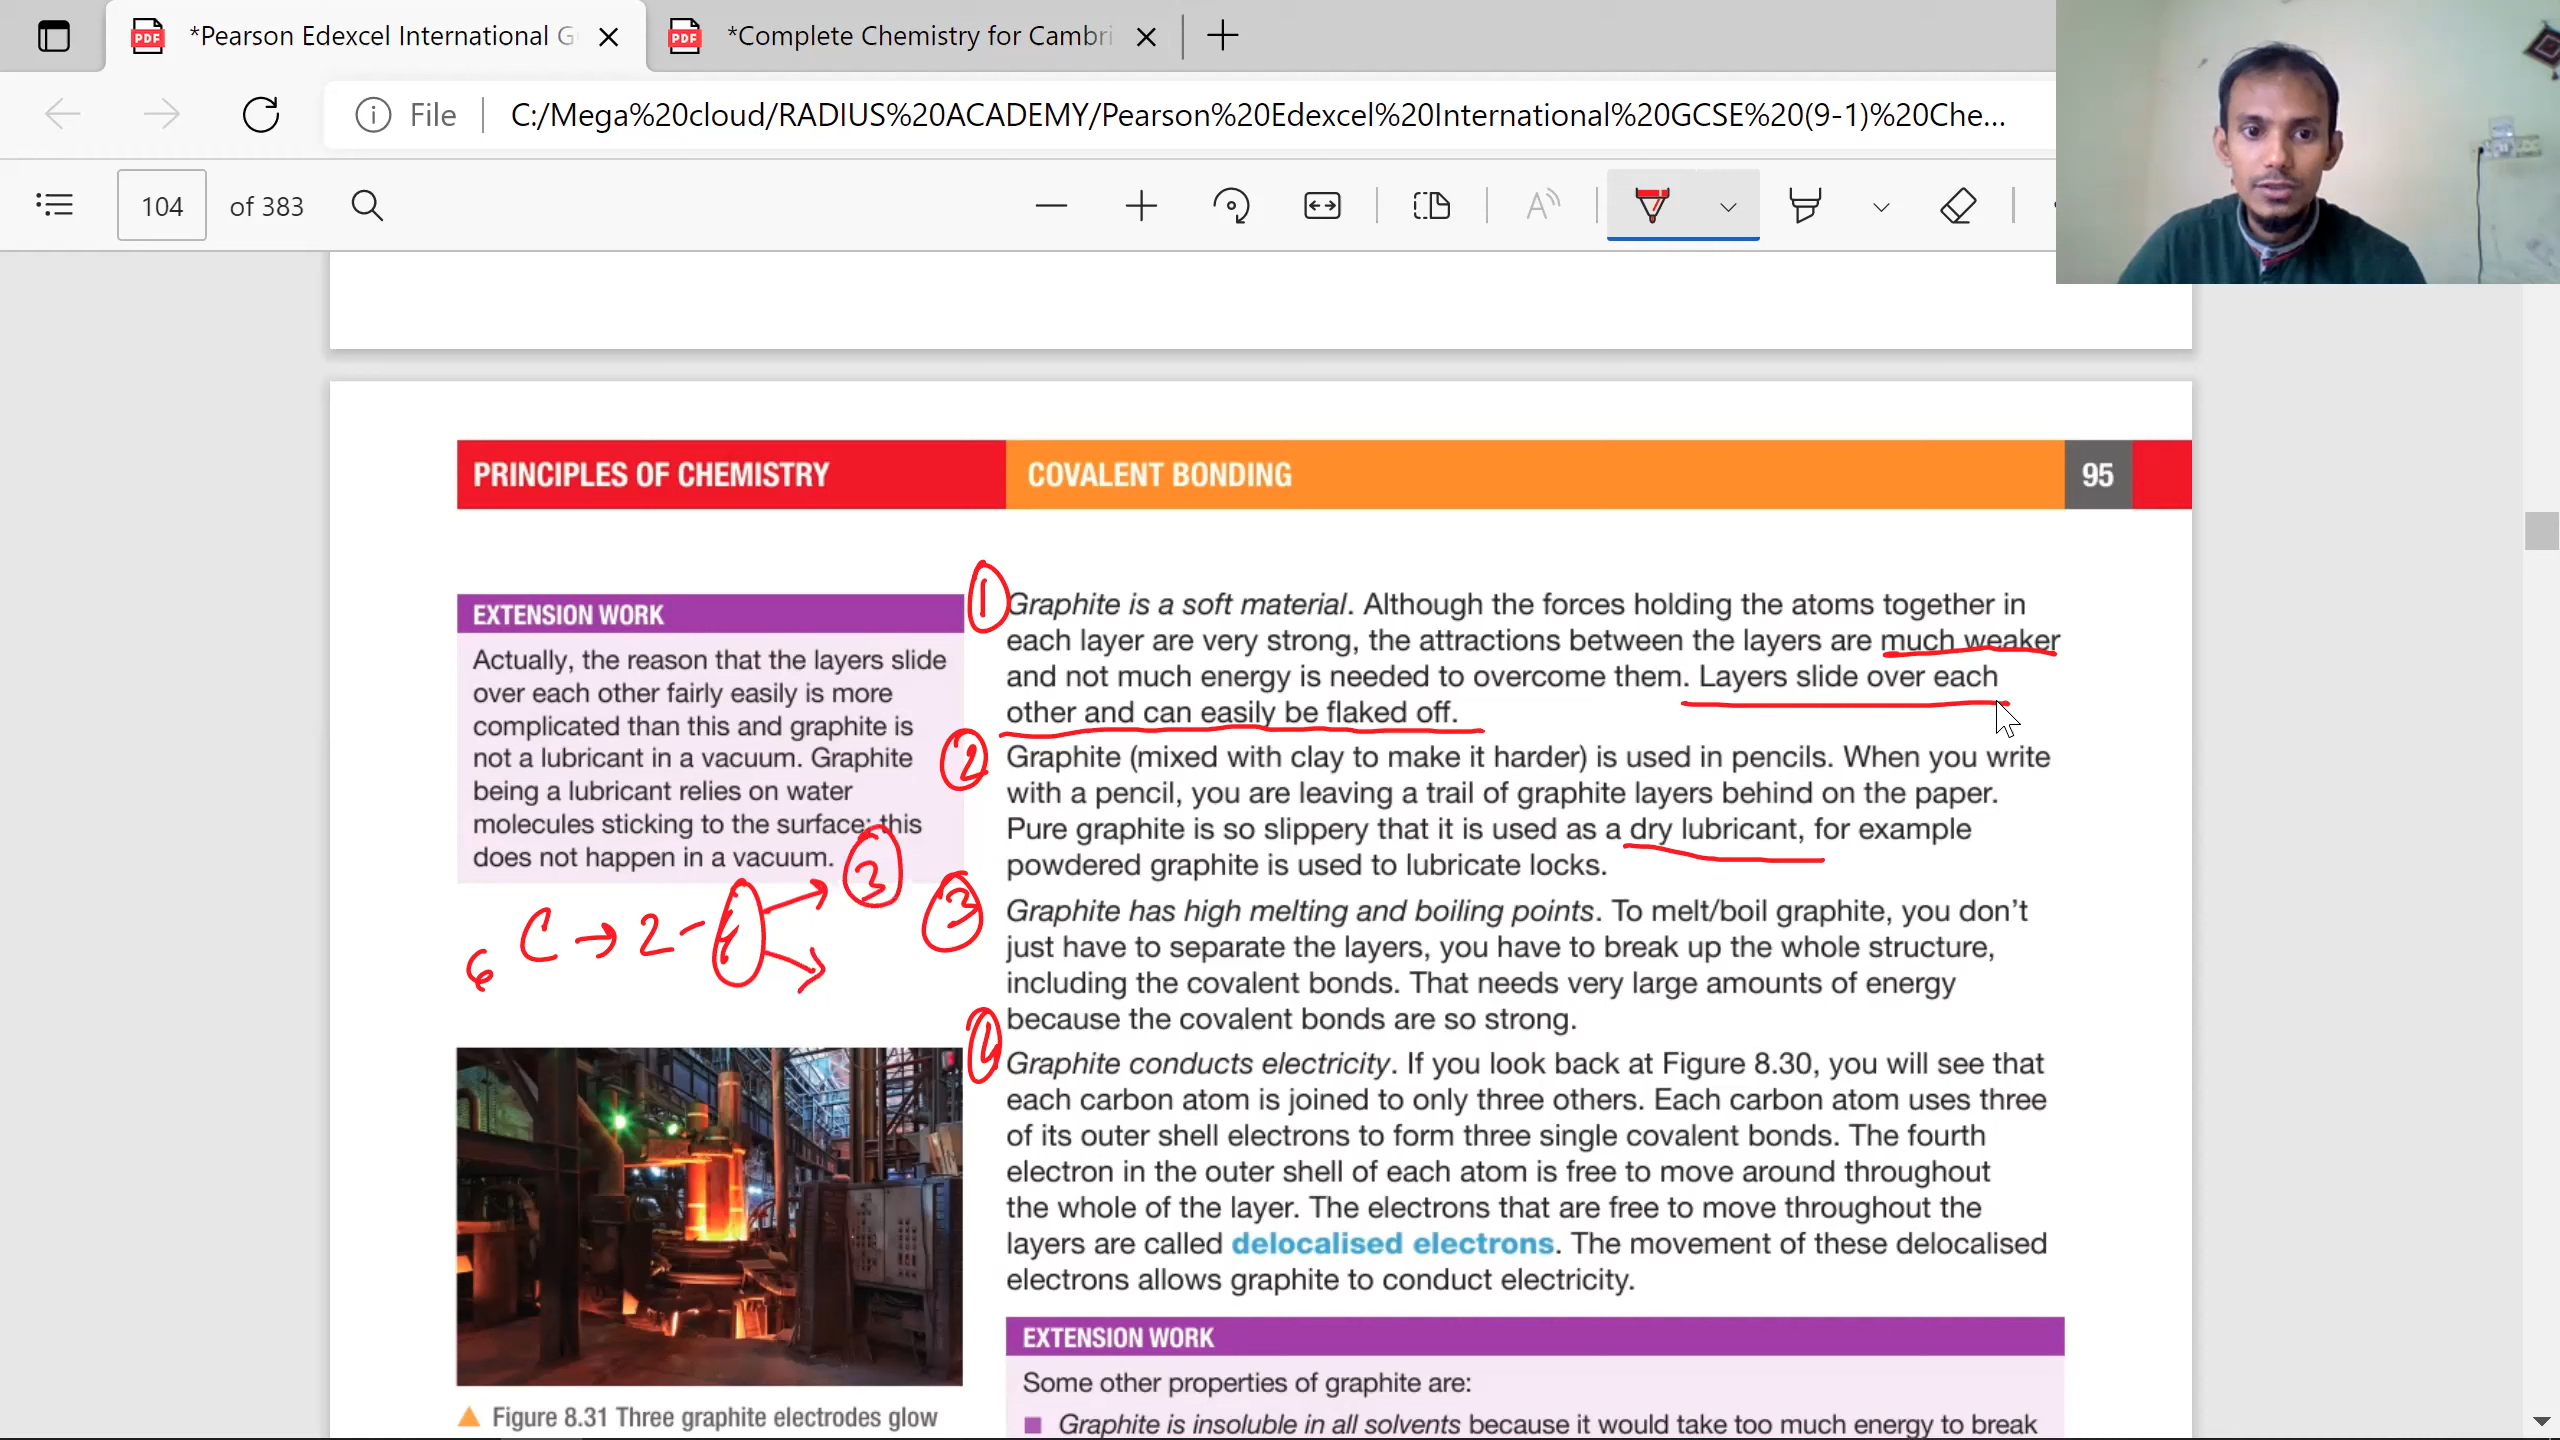 *Pearson Edexcel International G
*Complete Chemistry for Cambri
File
C:/Mega%20cloud/RADIUS%20ACADEMY/Pearson%20Edexcel%20International%20GCSE%20(9-1)%20Che...
104 of 383
PRINCIPLES OF CHEMISTRY
COVALENT BONDING
95
EXTENSION WORK
Actually, the reason that the layers slide
over each other fairly easily is more
complicated than this and graphite is
not a lubricant in a vacuum. Graphite
being a lubricant relies on water
molecules sticking to the surface; this
does not happen in a vacuum.
3
6 C → 2 - 4
Figure 8.31 Three graphite electrodes glow
1
Graphite is a soft material. Although the forces holding the atoms together in
each layer are very strong, the attractions between the layers are much weaker
and not much energy is needed to overcome them. Layers slide over each
other and can easily be flaked off.
2
Graphite (mixed with clay to make it harder) is used in pencils. When you write
with a pencil, you are leaving a trail of graphite layers behind on the paper.
Pure graphite is so slippery that it is used as a dry lubricant, for example
powdered graphite is used to lubricate locks.
3
Graphite has high melting and boiling points. To melt/boil graphite, you don't
just have to separate the layers, you have to break up the whole structure,
including the covalent bonds. That needs very large amounts of energy
because the covalent bonds are so strong.
4
Graphite conducts electricity. If you look back at Figure 8.30, you will see that
each carbon atom is joined to only three others. Each carbon atom uses three
of its outer shell electrons to form three single covalent bonds. The fourth
electron in the outer shell of each atom is free to move around throughout
the whole of the layer. The electrons that are free to move throughout the
layers are called delocalised electrons. The movement of these delocalised
electrons allows graphite to conduct electricity.
EXTENSION WORK
Some other properties of graphite are:
Graphite is insoluble in all solvents because it would take too much energy to break